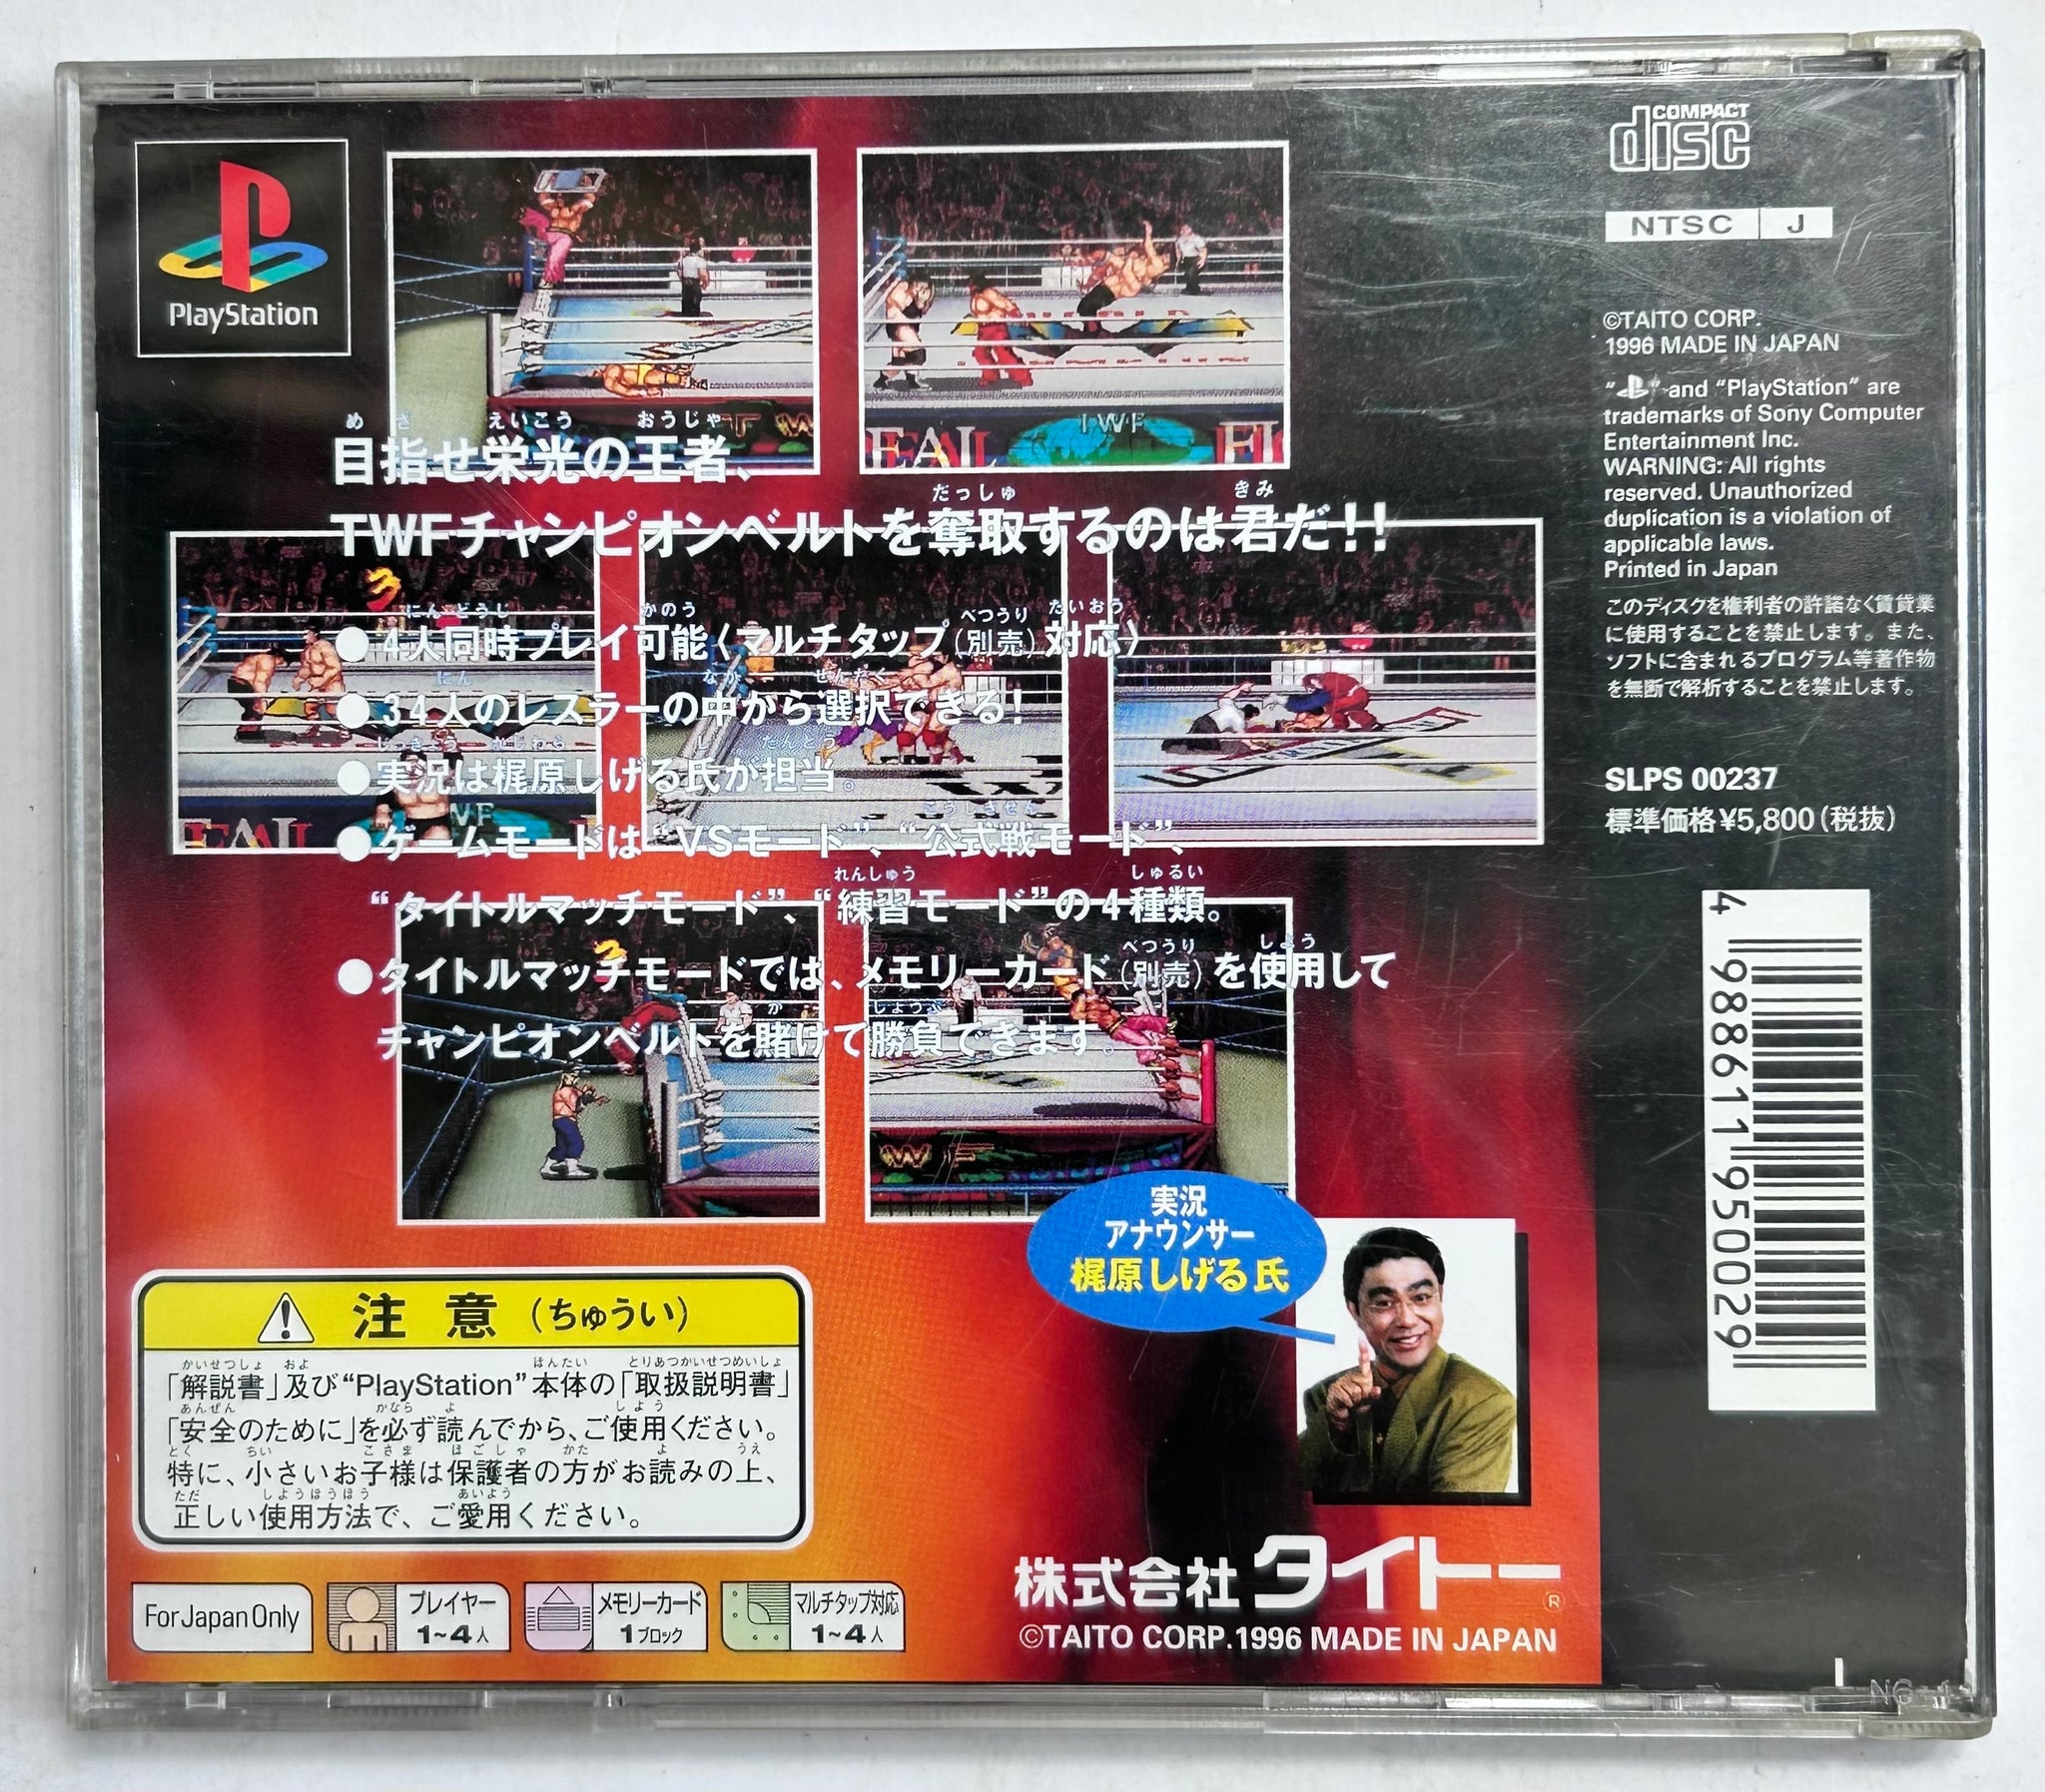 PlayStation
目指せ栄光の王者、
TWFチャンピオンベルトを奪取するのは君だ!!
●4人同時プレイ可能〈マルチタップ(別売)対応〉
●34人のレスラーの中から選択できる!
●実況は梶原しげる氏が担当。
●ゲームモードは“VSモード”、“公式戦モード”、
“タイトルマッチモード”、“練習モード”の4種類。
●タイトルマッチモードでは、メモリーカード(別売)を使用して
チャンピオンベルトを賭けて勝負できます。
実況
アナウンサー
梶原しげる氏
注意(ちゅうい)
「解説書」及び“PlayStation”本体の「取扱説明書」
「安全のために」を必ず読んでから、ご使用ください。
特に、小さいお子様は保護者の方がお読みの上、
正しい使用方法で、ご愛用ください。
For Japan Only
プレイヤー
1~4人
メモリーカード
1ブロック
マルチタップ対応
1~4人
株式会社タイトー
©TAITO CORP.1996 MADE IN JAPAN
COMPACT
disc
NTSC J
©TAITO CORP.
1996 MADE IN JAPAN
“ ” and “PlayStation” are
trademarks of Sony Computer
Entertainment Inc.
WARNING: All rights
reserved. Unauthorized
duplication is a violation of
applicable laws.
Printed in Japan
このディスクを権利者の許諾なく賃貸業
に使用することを禁止します。また、
ソフトに含まれるプログラム等著作物
を無断で解析することを禁止します。
SLPS 00237
標準価格¥5,800(税抜)
4 988611 950029